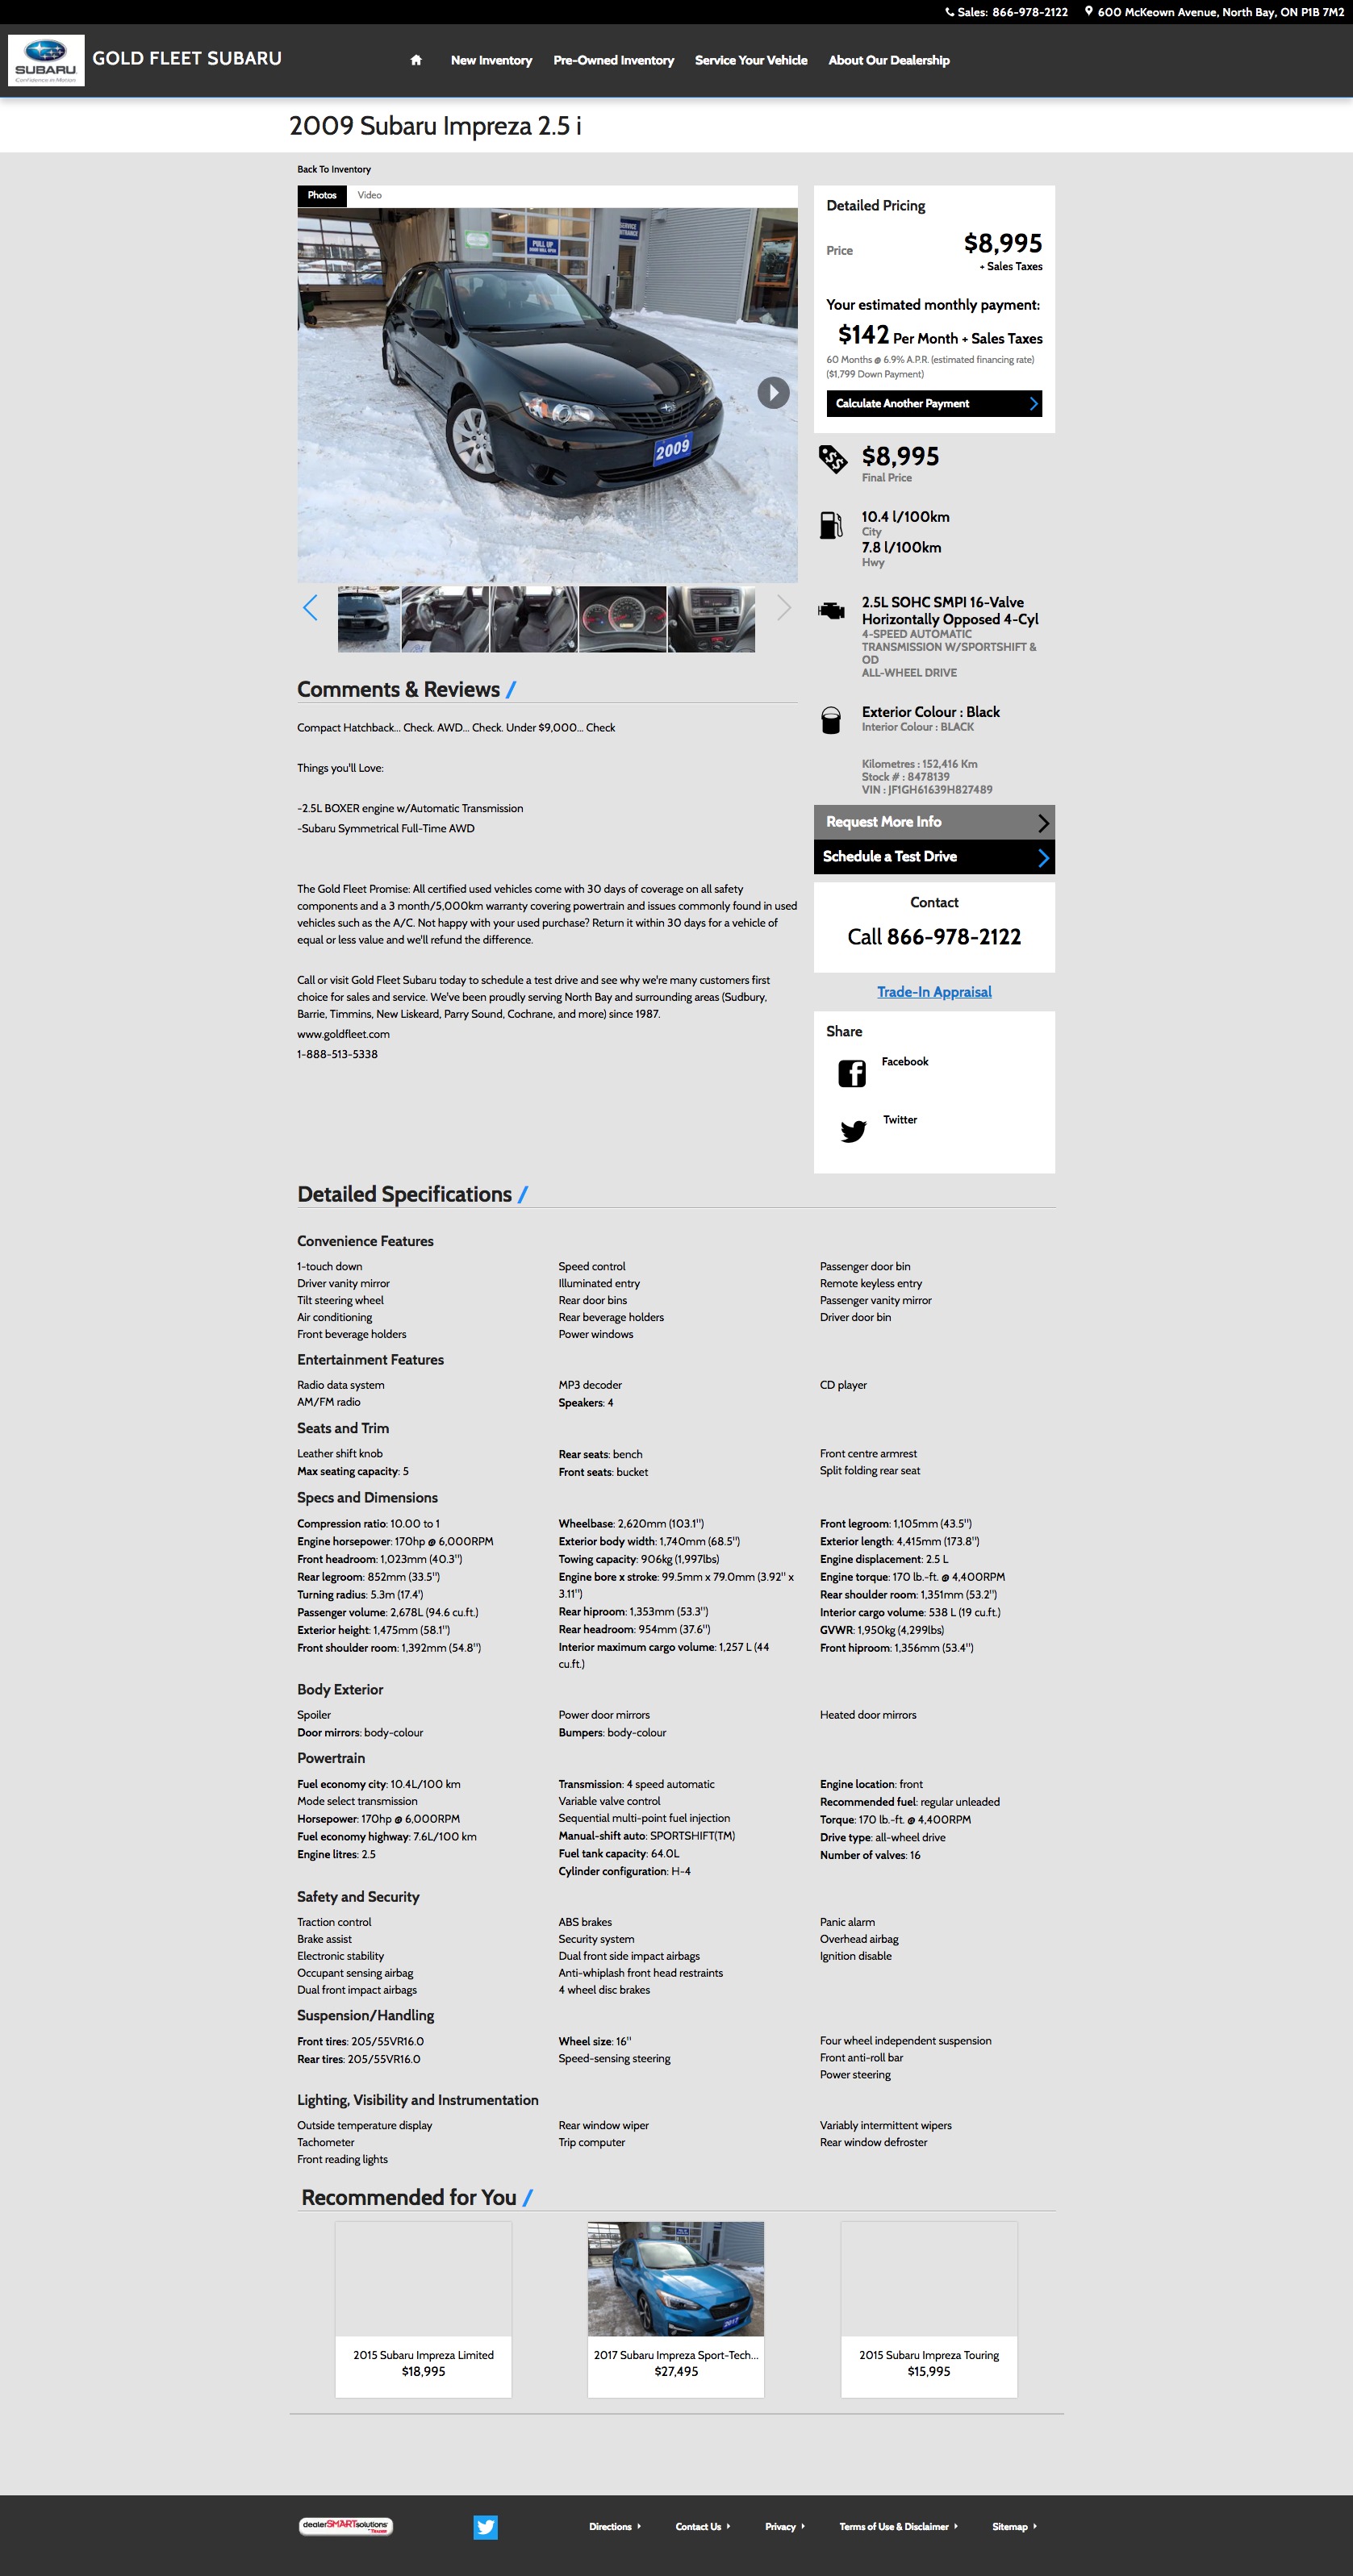 Sales: 866-978-2122 600 McKeown Avenue, North Bay, ON P1B 7M2
SUBARU
Confidence in Motion
GOLD FLEET SUBARU
New Inventory Pre-Owned Inventory Service Your Vehicle About Our Dealership
2009 Subaru Impreza 2.5 i
Back To Inventory
Photos Video
PULL UP
SERVICE
ENTRANCE
2009
Detailed Pricing
Price $8,995
+ Sales Taxes
Your estimated monthly payment:
$142 Per Month + Sales Taxes
60 Months @ 6.9% A.P.R. (estimated financing rate)
($1,799 Down Payment)
Calculate Another Payment
$8,995
Final Price
10.4 l/100km
City
7.8 l/100km
Hwy
2.5L SOHC SMPI 16-Valve
Horizontally Opposed 4-Cyl
4-SPEED AUTOMATIC
TRANSMISSION W/SPORTSHIFT &
OD
ALL-WHEEL DRIVE
Exterior Colour : Black
Interior Colour : BLACK
Kilometres : 152,416 Km
Stock # : 8478139
VIN : JF1GH61639H827489
Request More Info
Schedule a Test Drive
Contact
Call 866-978-2122
Trade-In Appraisal
Share
Facebook
Twitter
Comments & Reviews /
Compact Hatchback... Check. AWD... Check. Under $9,000... Check
Things you'll Love:
-2.5L BOXER engine w/Automatic Transmission
-Subaru Symmetrical Full-Time AWD
The Gold Fleet Promise: All certified used vehicles come with 30 days of coverage on all safety
components and a 3 month/5,000km warranty covering powertrain and issues commonly found in used
vehicles such as the A/C. Not happy with your used purchase? Return it within 30 days for a vehicle of
equal or less value and we'll refund the difference.
Call or visit Gold Fleet Subaru today to schedule a test drive and see why we're many customers first
choice for sales and service. We've been proudly serving North Bay and surrounding areas (Sudbury,
Barrie, Timmins, New Liskeard, Parry Sound, Cochrane, and more) since 1987.
www.goldfleet.com
1-888-513-5338
Detailed Specifications /
Convenience Features
1-touch down Speed control Passenger door bin
Driver vanity mirror Illuminated entry Remote keyless entry
Tilt steering wheel Rear door bins Passenger vanity mirror
Air conditioning Rear beverage holders Driver door bin
Front beverage holders Power windows
Entertainment Features
Radio data system MP3 decoder CD player
AM/FM radio Speakers: 4
Seats and Trim
Leather shift knob Rear seats: bench Front centre armrest
Max seating capacity: 5 Front seats: bucket Split folding rear seat
Specs and Dimensions
Compression ratio: 10.00 to 1 Wheelbase: 2,620mm (103.1") Front legroom: 1,105mm (43.5")
Engine horsepower: 170hp @ 6,000RPM Exterior body width: 1,740mm (68.5") Exterior length: 4,415mm (173.8")
Front headroom: 1,023mm (40.3") Towing capacity: 906kg (1,997lbs) Engine displacement: 2.5 L
Rear legroom: 852mm (33.5") Engine bore x stroke: 99.5mm x 79.0mm (3.92" x Engine torque: 170 lb.-ft. @ 4,400RPM
Turning radius: 5.3m (17.4') 3.11") Rear shoulder room: 1,351mm (53.2")
Passenger volume: 2,678L (94.6 cu.ft.) Rear hiproom: 1,353mm (53.3") Interior cargo volume: 538 L (19 cu.ft.)
Exterior height: 1,475mm (58.1") Rear headroom: 954mm (37.6") GVWR: 1,950kg (4,299lbs)
Front shoulder room: 1,392mm (54.8") Interior maximum cargo volume: 1,257 L (44 Front hiproom: 1,356mm (53.4")
cu.ft.)
Body Exterior
Spoiler Power door mirrors Heated door mirrors
Door mirrors: body-colour Bumpers: body-colour
Powertrain
Fuel economy city: 10.4L/100 km Transmission: 4 speed automatic Engine location: front
Mode select transmission Variable valve control Recommended fuel: regular unleaded
Horsepower: 170hp @ 6,000RPM Sequential multi-point fuel injection Torque: 170 lb.-ft. @ 4,400RPM
Fuel economy highway: 7.6L/100 km Manual-shift auto: SPORTSHIFT(TM) Drive type: all-wheel drive
Engine litres: 2.5 Fuel tank capacity: 64.0L Number of valves: 16
Cylinder configuration: H-4
Safety and Security
Traction control ABS brakes Panic alarm
Brake assist Security system Overhead airbag
Electronic stability Dual front side impact airbags Ignition disable
Occupant sensing airbag Anti-whiplash front head restraints
Dual front impact airbags 4 wheel disc brakes
Suspension/Handling
Front tires: 205/55VR16.0 Wheel size: 16" Four wheel independent suspension
Rear tires: 205/55VR16.0 Speed-sensing steering Front anti-roll bar
Power steering
Lighting, Visibility and Instrumentation
Outside temperature display Rear window wiper Variably intermittent wipers
Tachometer Trip computer Rear window defroster
Front reading lights
Recommended for You /
2015 Subaru Impreza Limited 2017 Subaru Impreza Sport-Tech... 2015 Subaru Impreza Touring
$18,995 $27,495 $15,995
dealerSMARTsolutions
Directions Contact Us Privacy Terms of Use & Disclaimer Sitemap